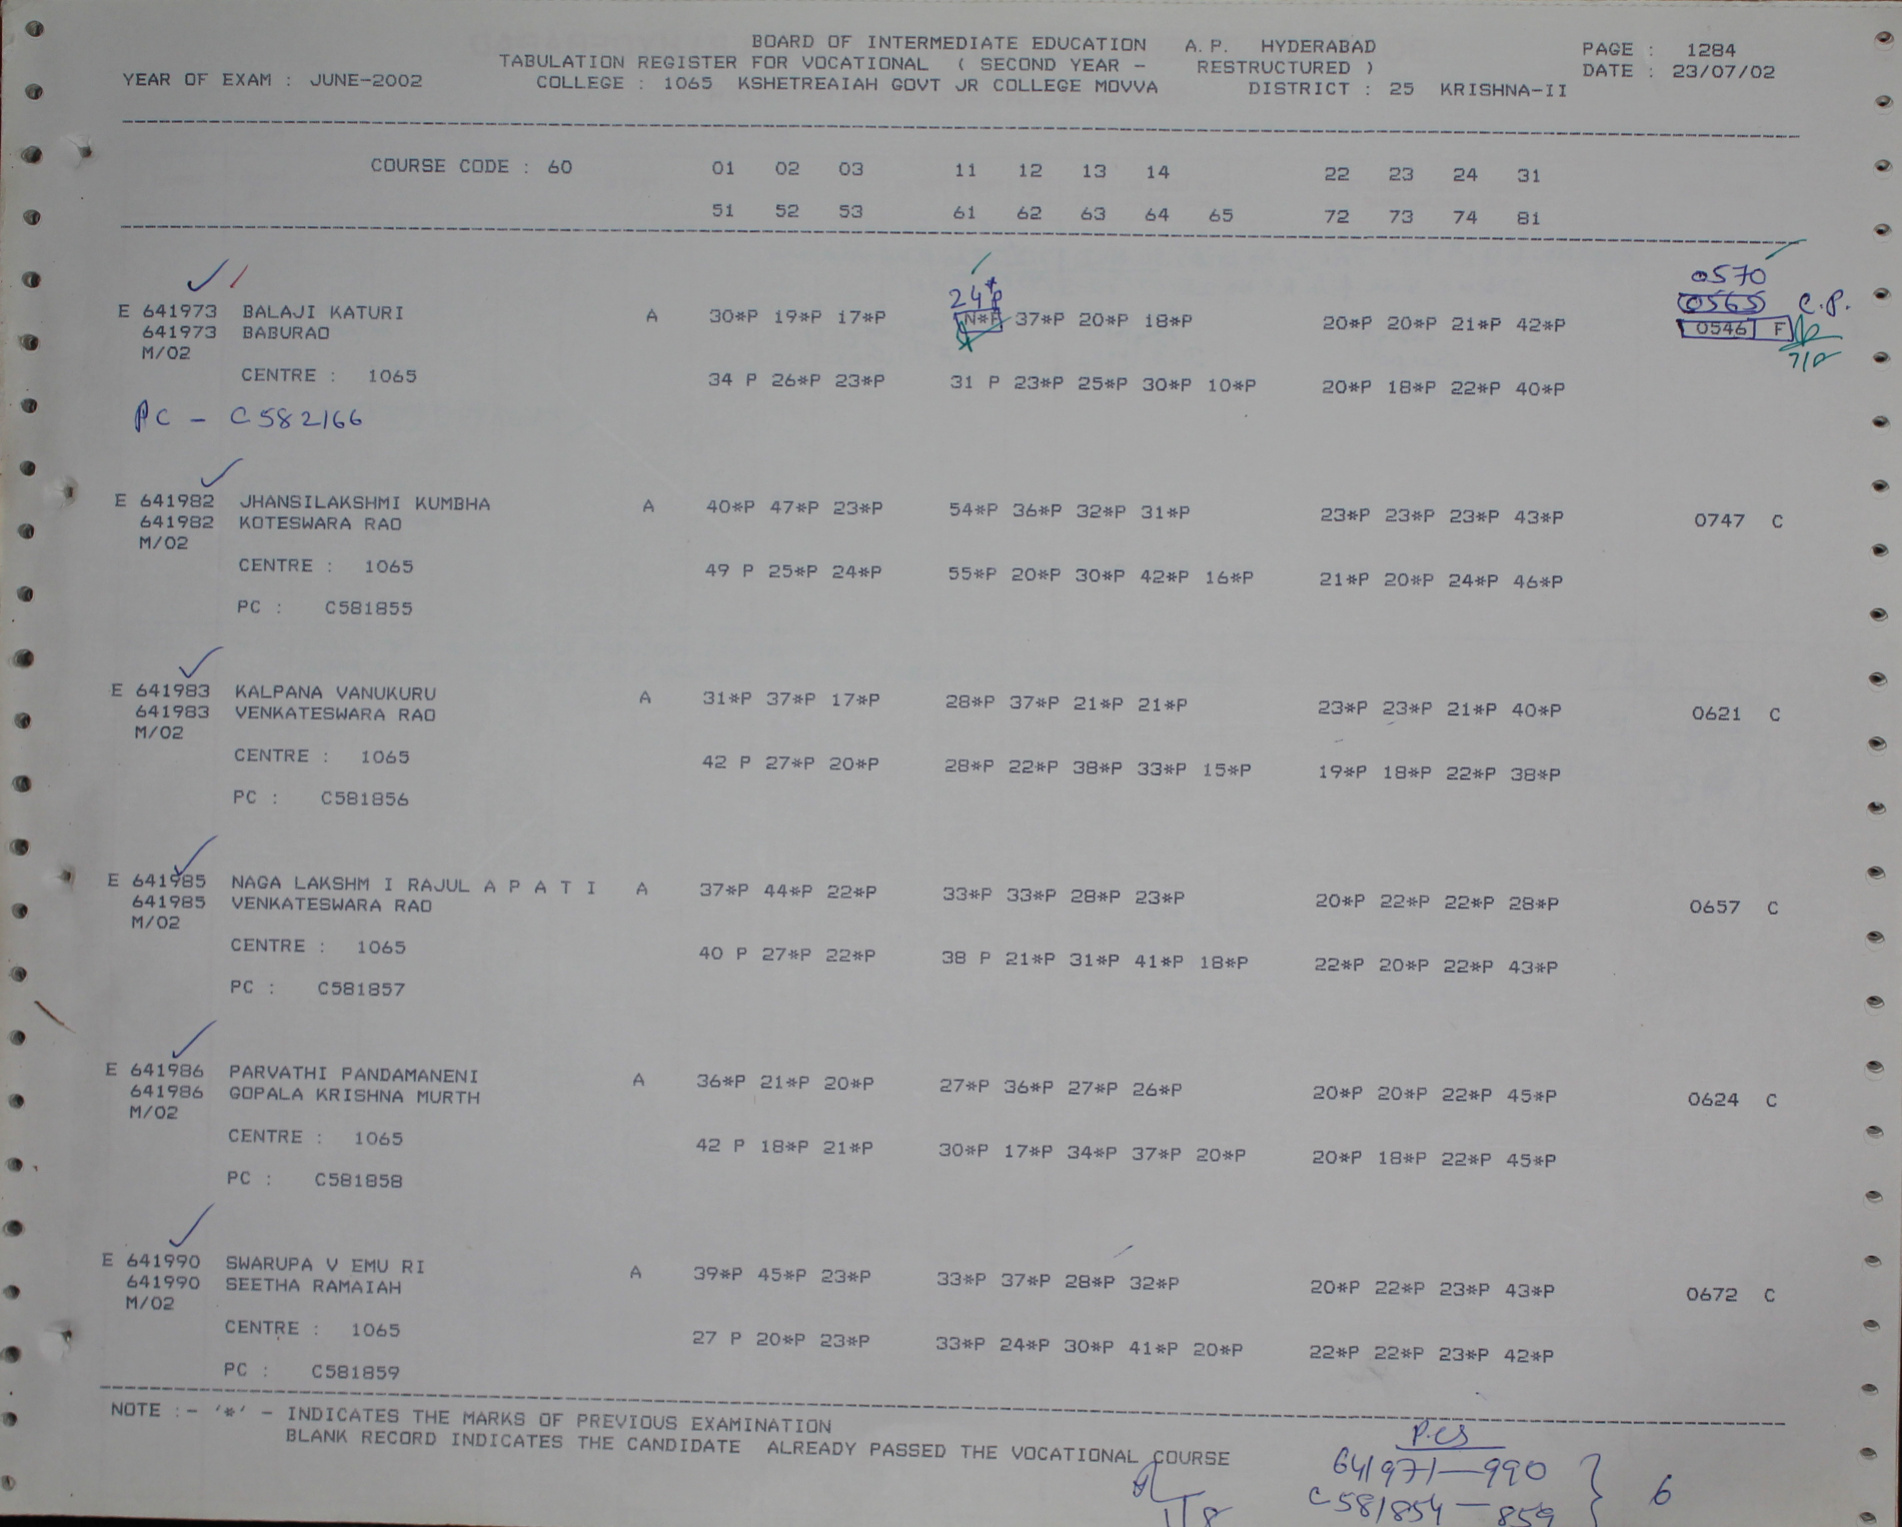 BOARD OF INTERMEDIATE EDUCATION A.P. HYDERABAD PAGE : 1284
TABULATION REGISTER FOR VOCATIONAL ( SECOND YEAR - RESTRUCTURED ) DATE : 23/07/02
YEAR OF EXAM : JUNE-2002 COLLEGE : 1065 KSHETREAIAH GOVT JR COLLEGE MOVVA DISTRICT : 25 KRISHNA-II
COURSE CODE : 60 01 02 03 11 12 13 14 22 23 24 31
51 52 53 61 62 63 64 65 72 73 74 81
0570
24*P 0565 C.P.
E 641973 BALAJI KATURI A 30*P 19*P 17*P N*F 37*P 20*P 18*P 20*P 20*P 21*P 42*P 0546 F
641973 BABURAO
M/02
CENTRE : 1065 34 P 26*P 23*P 31 P 23*P 25*P 30*P 10*P 20*P 18*P 22*P 40*P
PC - C582166
E 641982 JHANSILAKSHMI KUMBHA A 40*P 47*P 23*P 54*P 36*P 32*P 31*P 23*P 23*P 23*P 43*P 0747 C
641982 KOTESWARA RAO
M/02
CENTRE : 1065 49 P 25*P 24*P 55*P 20*P 30*P 42*P 16*P 21*P 20*P 24*P 46*P
PC : C581855
E 641983 KALPANA VANUKURU A 31*P 37*P 17*P 28*P 37*P 21*P 21*P 23*P 23*P 21*P 40*P 0621 C
641983 VENKATESWARA RAO
M/02
CENTRE : 1065 42 P 27*P 20*P 28*P 22*P 38*P 33*P 15*P 19*P 18*P 22*P 38*P
PC : C581856
E 641985 NAGA LAKSHM I RAJUL A P A T I A 37*P 44*P 22*P 33*P 33*P 28*P 23*P 20*P 22*P 22*P 28*P 0657 C
641985 VENKATESWARA RAO
M/02
CENTRE : 1065 40 P 27*P 22*P 38 P 21*P 31*P 41*P 18*P 22*P 20*P 22*P 43*P
PC : C581857
E 641986 PARVATHI PANDAMANENI A 36*P 21*P 20*P 27*P 36*P 27*P 26*P 20*P 20*P 22*P 45*P 0624 C
641986 GOPALA KRISHNA MURTH
M/02
CENTRE : 1065 42 P 18*P 21*P 30*P 17*P 34*P 37*P 20*P 20*P 18*P 22*P 45*P
PC : C581858
E 641990 SWARUPA V EMU RI A 39*P 45*P 23*P 33*P 37*P 28*P 32*P 20*P 22*P 23*P 43*P 0672 C
641990 SEETHA RAMAIAH
M/02
CENTRE : 1065 27 P 20*P 23*P 33*P 24*P 30*P 41*P 20*P 22*P 22*P 23*P 42*P
PC : C581859
NOTE :- '*' - INDICATES THE MARKS OF PREVIOUS EXAMINATION
BLANK RECORD INDICATES THE CANDIDATE ALREADY PASSED THE VOCATIONAL COURSE
P.CS
641971-990
C581854-859 } 6